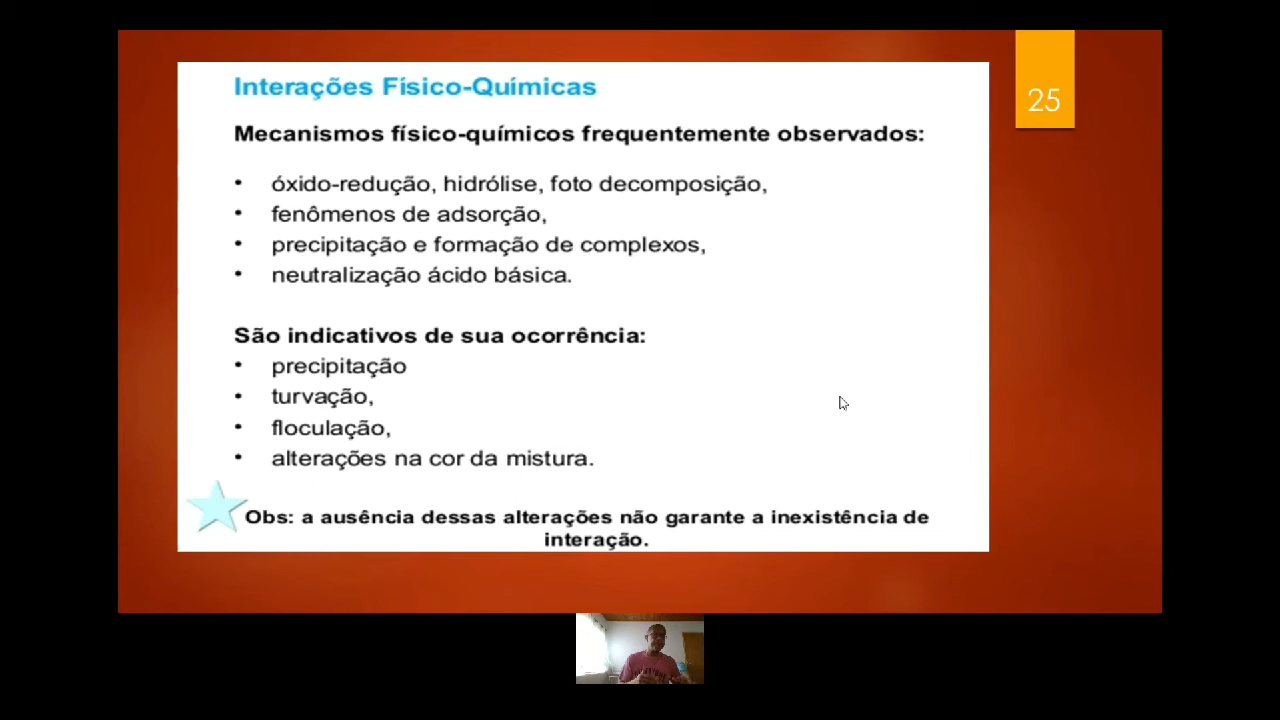 Interações Físico-Químicas
25
Mecanismos físico-químicos frequentemente observados:
• óxido-redução, hidrólise, foto decomposição,
• fenômenos de adsorção,
• precipitação e formação de complexos,
• neutralização ácido básica.
São indicativos de sua ocorrência:
• precipitação
• turvação,
• floculação,
• alterações na cor da mistura.
Obs: a ausência dessas alterações não garante a inexistência de
interação.